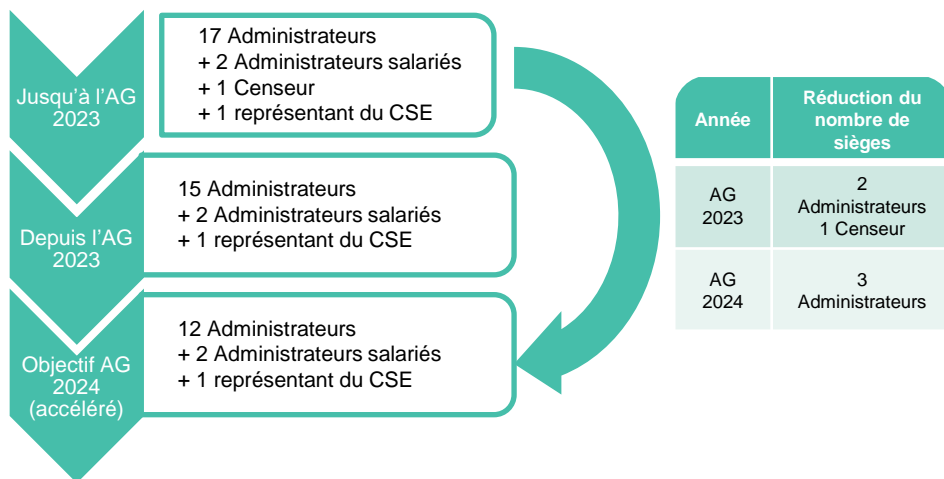 Jusqu'à l'AG
2023
17 Administrateurs
+ 2 Administrateurs salariés
+ 1 Censeur
+ 1 représentant du CSE
Depuis l'AG
2023
15 Administrateurs
+ 2 Administrateurs salariés
+ 1 représentant du CSE
Objectif AG
2024
(accéléré)
12 Administrateurs
+ 2 Administrateurs salariés
+ 1 représentant du CSE
Année
Réduction du
nombre de
sièges
AG
2023
2
Administrateurs
1 Censeur
AG
2024
3
Administrateurs